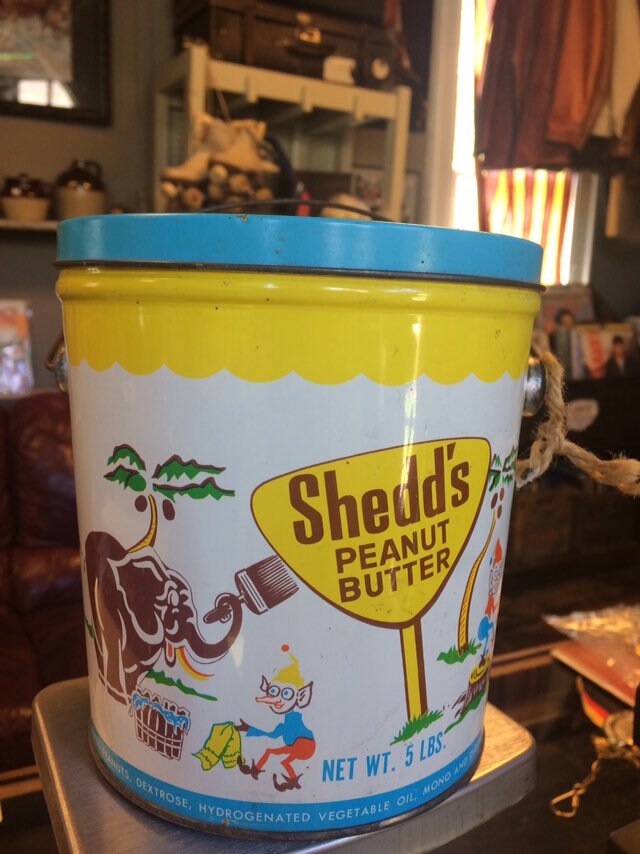 Shedd's
PEANUT
BUTTER
NET WT. 5 LBS.
DEXTROSE, HYDROGENATED VEGETABLE OIL, MONO AND